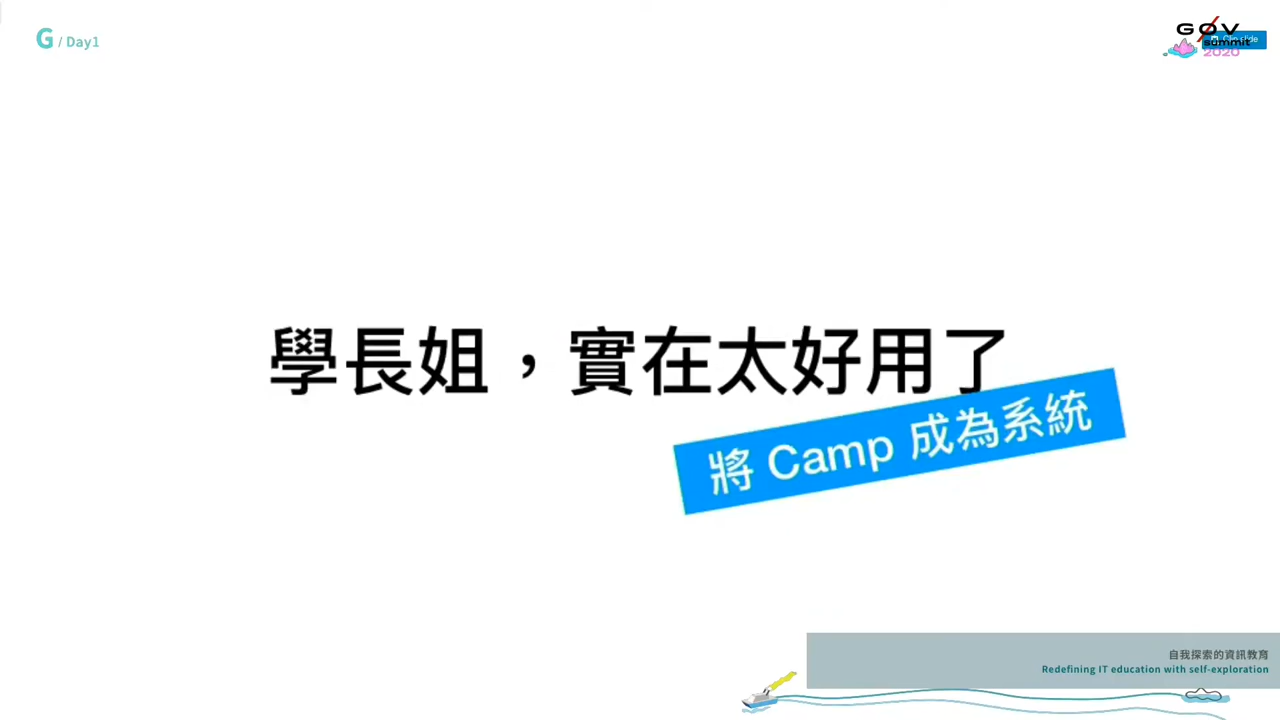 G / Day1
GØV
summit
2020
學長姐，實在太好用了
將 Camp 成為系統
自我探索的資訊教育
Redefining IT education with self-exploration